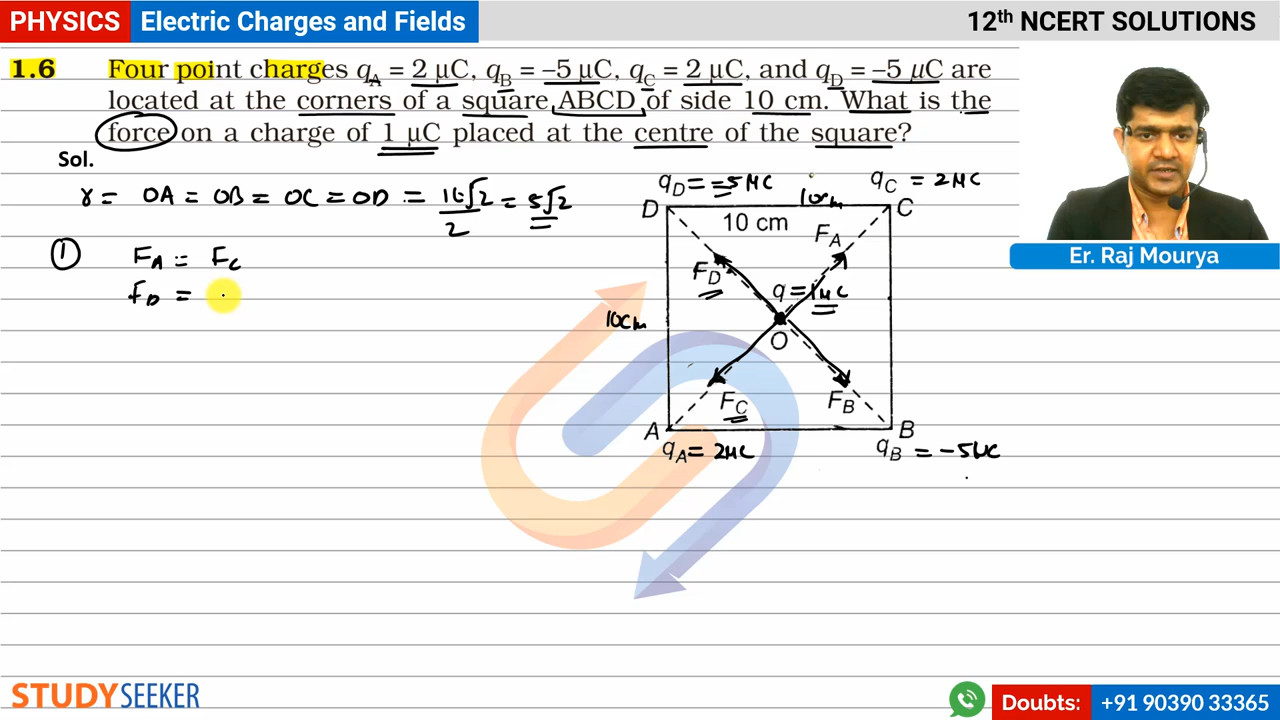 PHYSICS Electric Charges and Fields 12th NCERT SOLUTIONS
1.6 Four point charges qA = 2 μC, qB = –5 μC, qC = 2 μC, and qD = –5 μC are
located at the corners of a square ABCD of side 10 cm. What is the
force on a charge of 1 μC placed at the centre of the square?
Sol.
r = OA = OB = OC = OD = 10√2/2 = 5√2
① FA = FC
FD =
qD = -5μC
10cm
qC = 2μC
D
C
10 cm
FA
FD
q = 1μC
10cm
O
FC
FB
A
B
qA = 2μC
qB = -5μC
Er. Raj Mourya
STUDYSEEKER
Doubts: +91 90390 33365